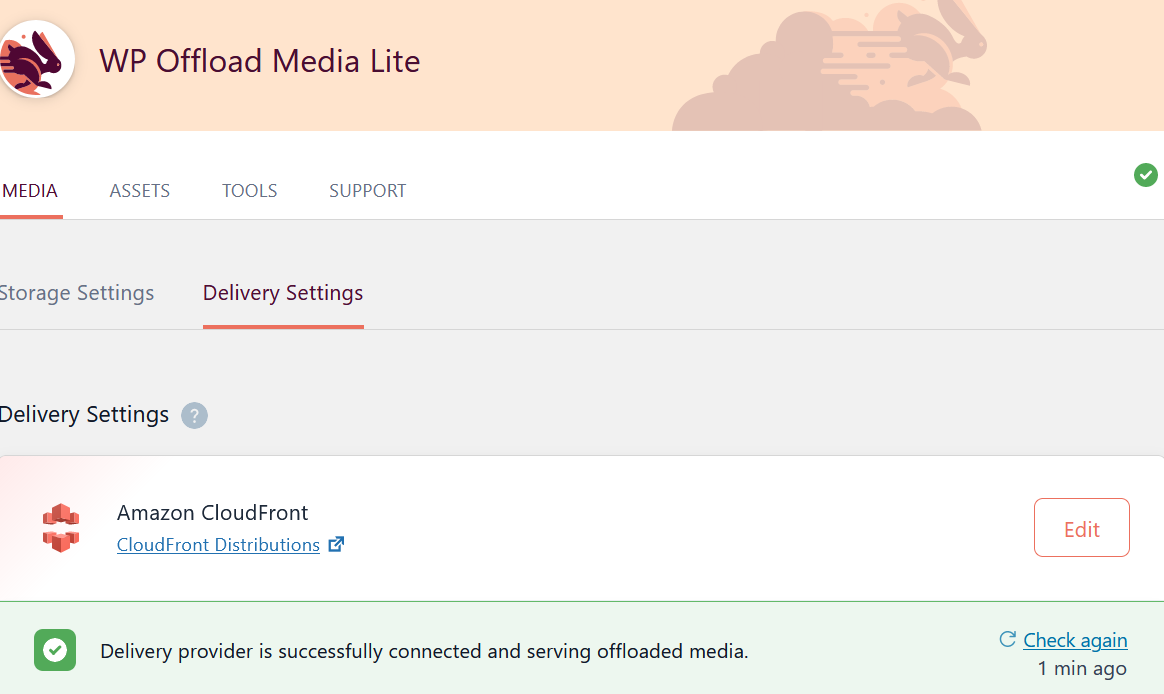 WP Offload Media Lite
MEDIA ASSETS TOOLS SUPPORT
Storage Settings Delivery Settings
Delivery Settings ?
Amazon CloudFront
CloudFront Distributions
Edit
Delivery provider is successfully connected and serving offloaded media.
Check again
1 min ago